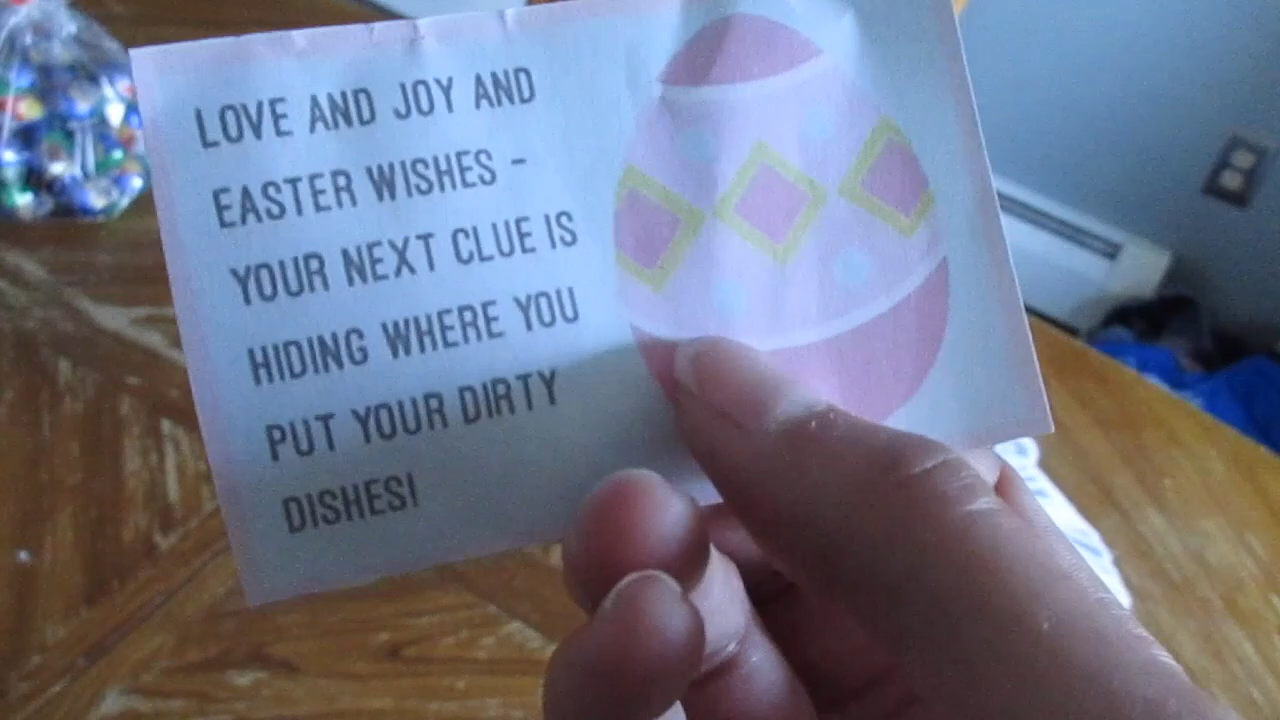 LOVE AND JOY AND
EASTER WISHES -
YOUR NEXT CLUE IS
HIDING WHERE YOU
PUT YOUR DIRTY
DISHES!